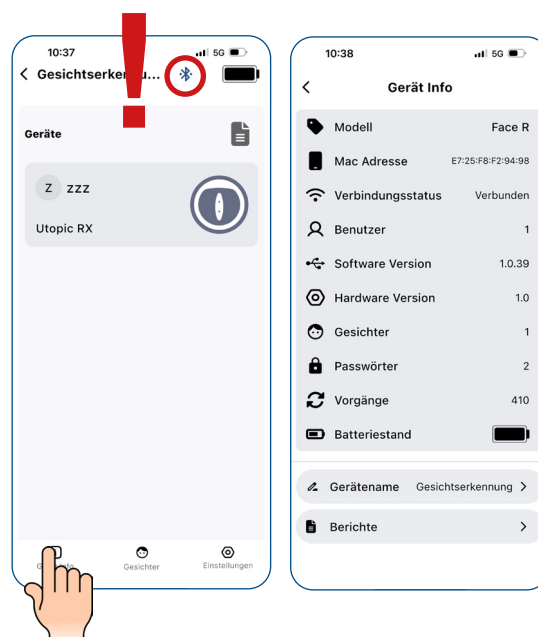 10:37
5G
Gesichtserkennu...
Geräte
Z zzz
Utopic RX
Gesichter
Einstellungen
10:38
5G
Gerät Info
Modell Face R
Mac Adresse E7:25:F8:F2:94:98
Verbindungsstatus Verbunden
Benutzer 1
Software Version 1.0.39
Hardware Version 1.0
Gesichter 1
Passwörter 2
Vorgänge 410
Batteriestand
Gerätename Gesichtserkennung
Berichte